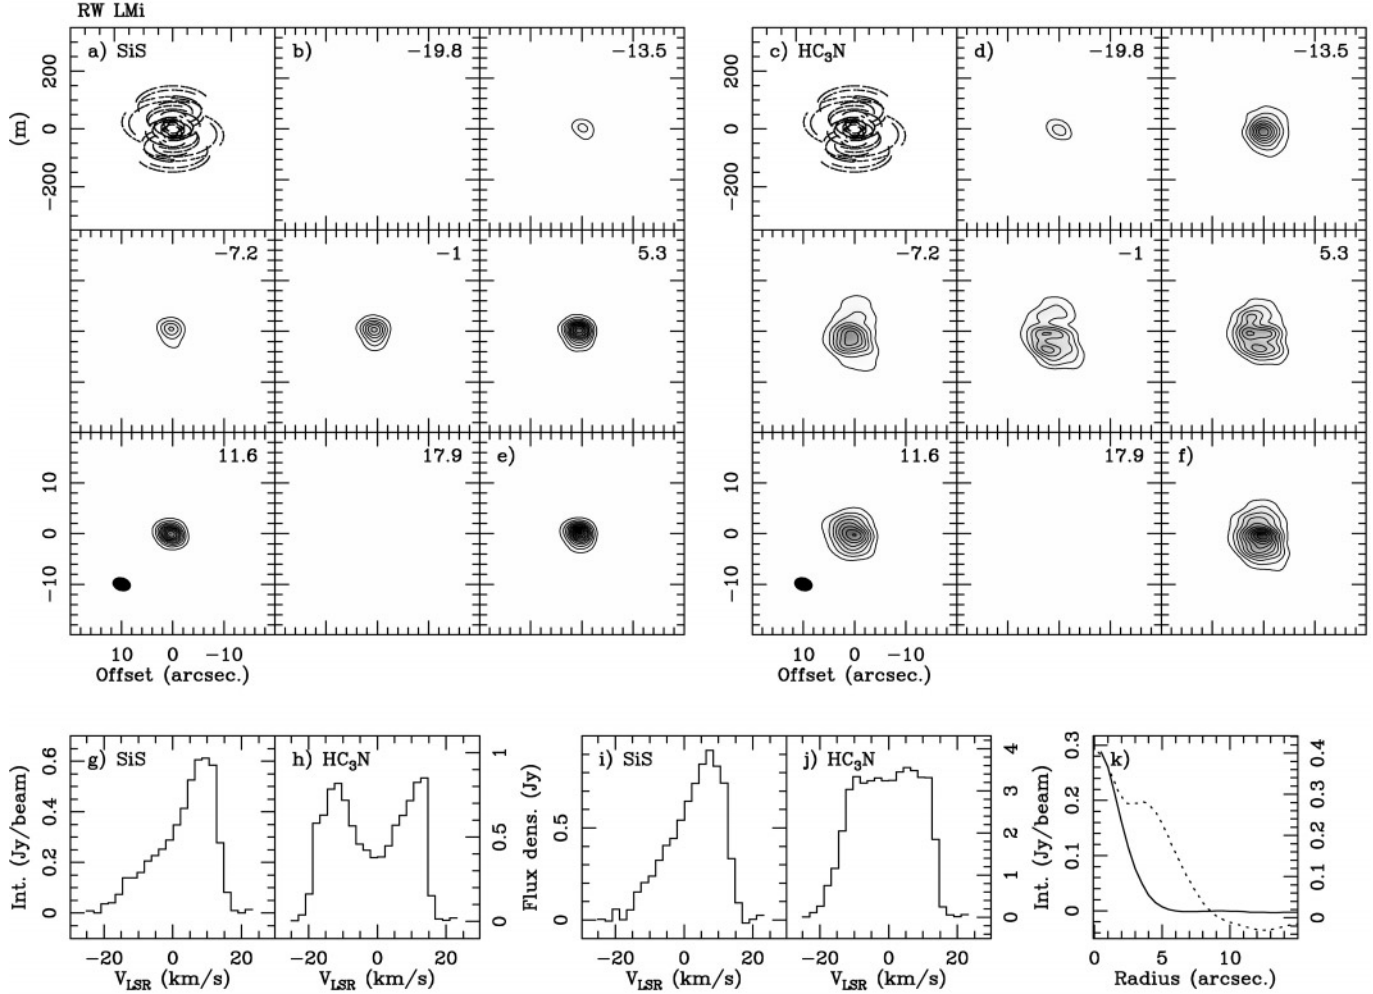 RW LMi
a) SiS
b) −19.8
−13.5
c) HC3N
d) −19.8
−13.5
200
0
−200
(m)
200
0
−200
−7.2
−1
5.3
−7.2
−1
5.3
11.6
17.9
e)
11.6
17.9
f)
10
0
−10
10
0
−10
10 0 −10
Offset (arcsec.)
10 0 −10
Offset (arcsec.)
g) SiS
h) HC3N
i) SiS
j) HC3N
k)
Int. (Jy/beam)
0.6
0.4
0.2
0
1
0.5
0
Flux dens. (Jy)
0.5
0
4
3
2
1
0
Int. (Jy/beam)
0.3
0.2
0.1
0
0.4
0.3
0.2
0.1
0
−20 0 20
VLSR (km/s)
−20 0 20
VLSR (km/s)
−20 0 20
VLSR (km/s)
−20 0 20
VLSR (km/s)
0 5 10
Radius (arcsec.)